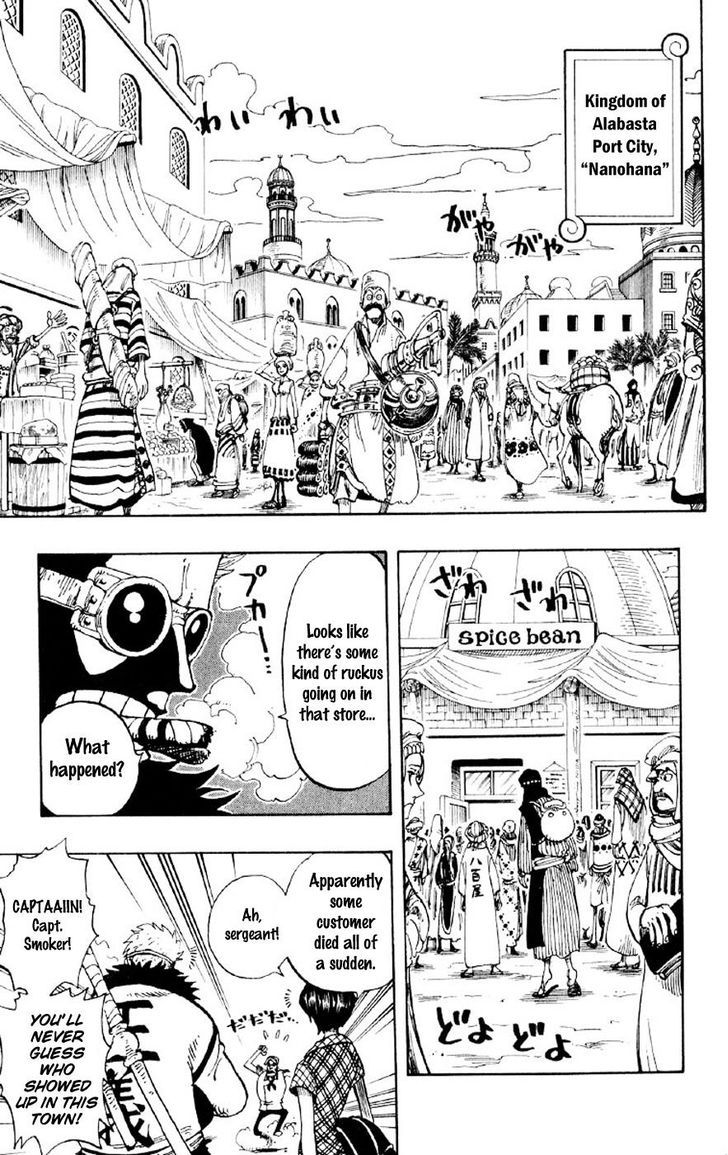 Kingdom of
Alabasta
Port City,
"Nanohana"
わい わい
がや がや
ざわ ざわ
spice bean
八百屋
どよ どよ
Looks like
there's some
kind of ruckus
going on in
that store...
プカー…
What
happened?
Apparently
some
customer
died all of
a sudden.
Ah,
sergeant!
だだだっ
CAPTAAIIN!
Capt.
Smoker!
正義
YOU'LL
NEVER
GUESS
WHO
SHOWED
UP IN THIS
TOWN!